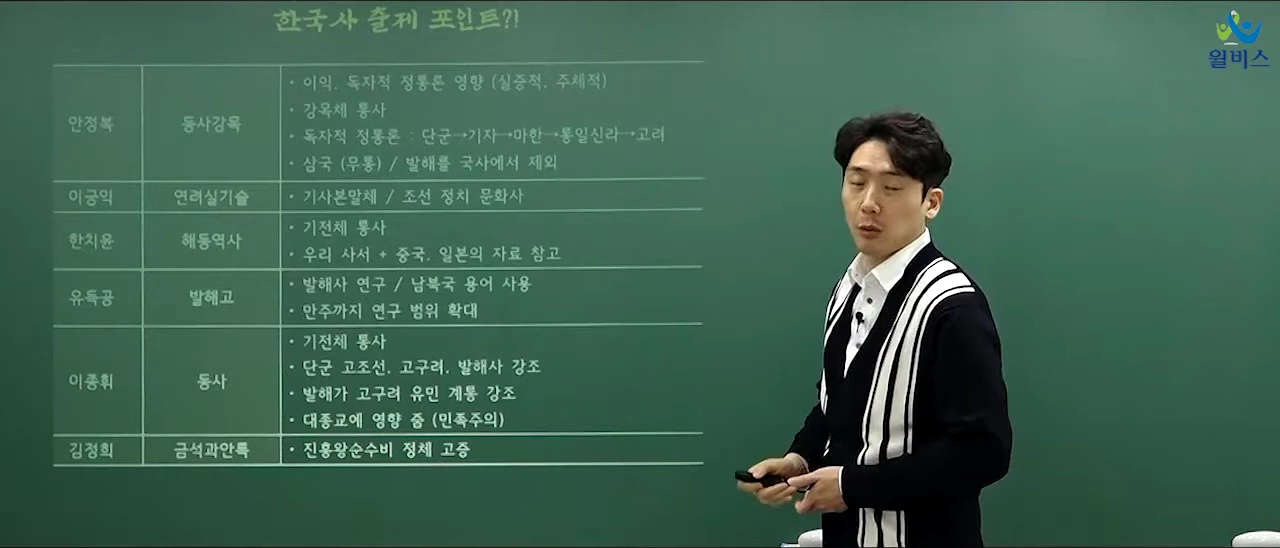 한국사 출제 포인트?!
윌비스
안정복
동사강목
• 이익, 독자적 정통론 영향 (실증적, 주체적)
• 강목체 통사
• 독자적 정통론 : 단군→기자→마한→통일신라→고려
• 삼국 (무통) / 발해를 국사에서 제외
이긍익
연려실기술
• 기사본말체 / 조선 정치 문화사
한치윤
해동역사
• 기전체 통사
• 우리 사서 + 중국, 일본의 자료 참고
유득공
발해고
• 발해사 연구 / 남북국 용어 사용
• 만주까지 연구 범위 확대
이종휘
동사
• 기전체 통사
• 단군 고조선, 고구려, 발해사 강조
• 발해가 고구려 유민 계통 강조
• 대종교에 영향 줌 (민족주의)
김정희
금석과안록
• 진흥왕순수비 정체 고증